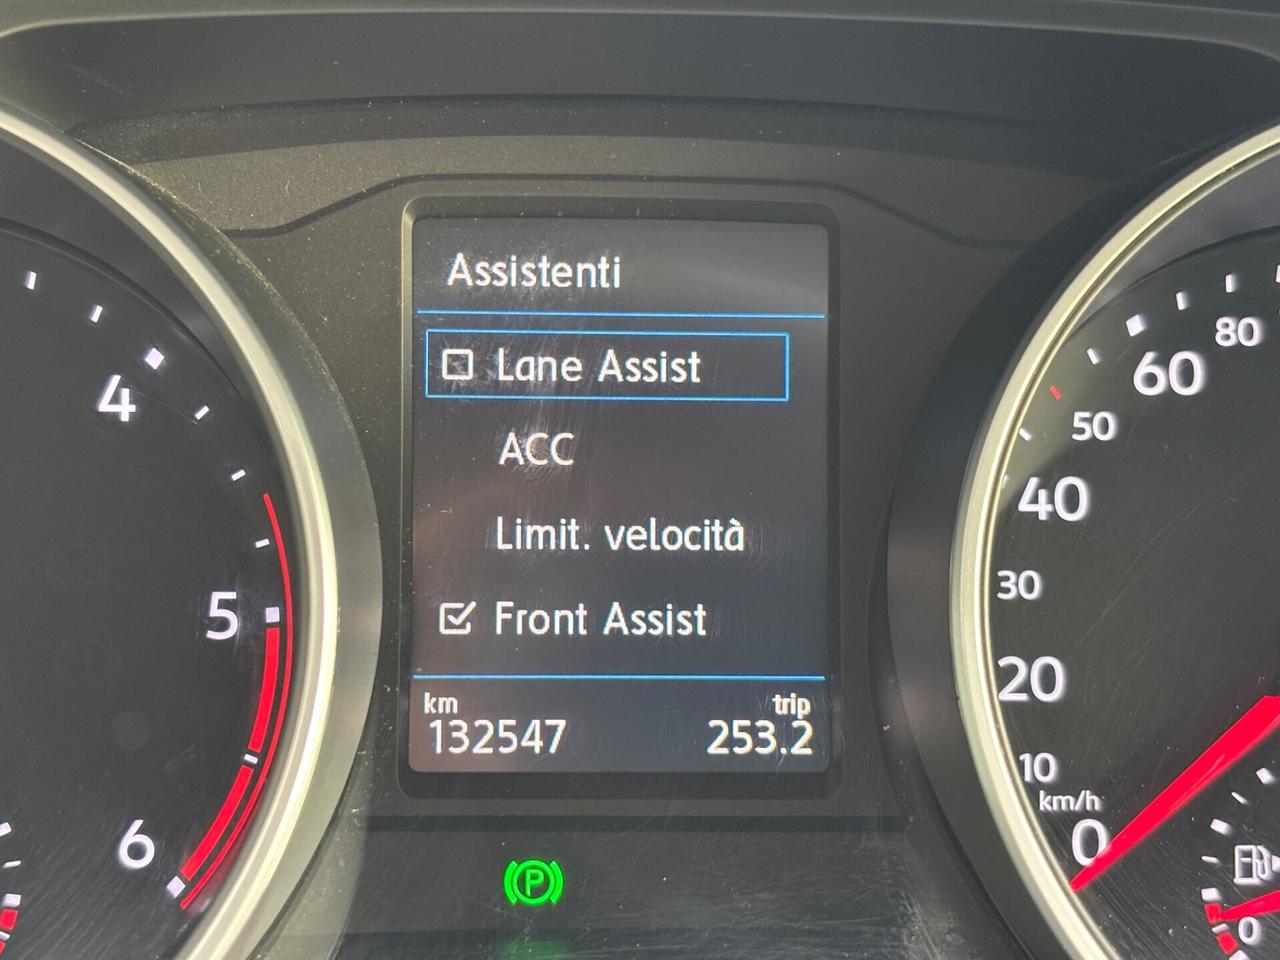 Assistenti
Lane Assist
ACC
Limit. velocità
Front Assist
km trip
132547 253.2
4
5
6
80
60
50
40
30
20
10
km/h
0
P
0